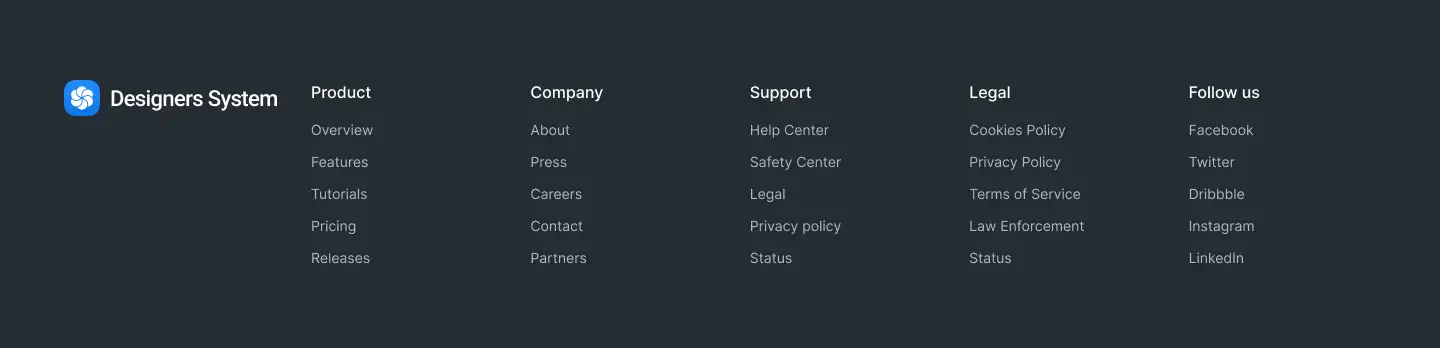 Designers System
Product
Overview
Features
Tutorials
Pricing
Releases
Company
About
Press
Careers
Contact
Partners
Support
Help Center
Safety Center
Legal
Privacy policy
Status
Legal
Cookies Policy
Privacy Policy
Terms of Service
Law Enforcement
Status
Follow us
Facebook
Twitter
Dribbble
Instagram
LinkedIn